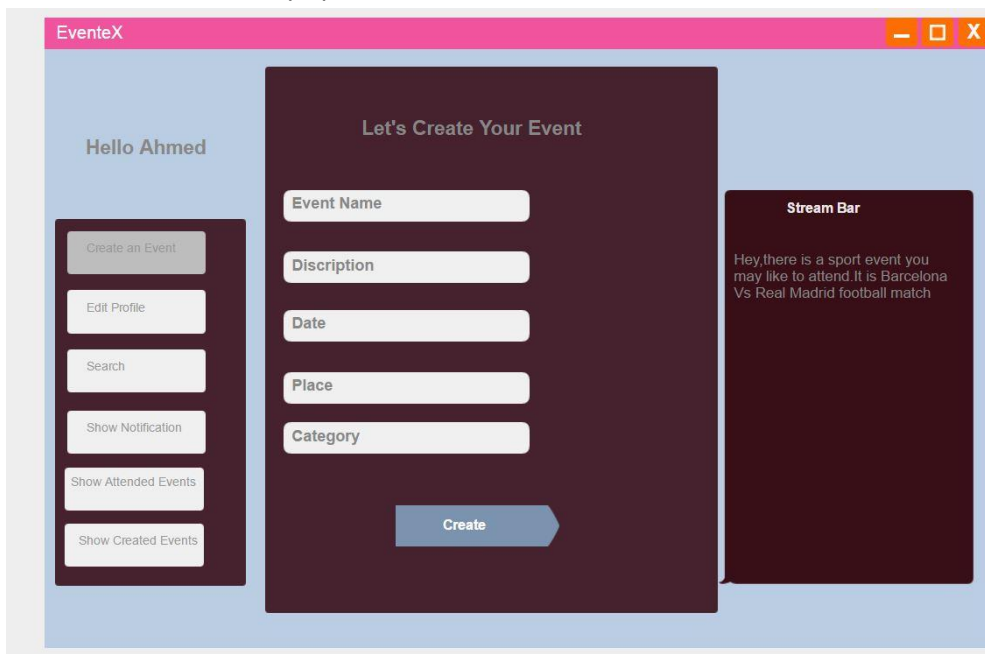 EventeX
X
Hello Ahmed
Create an Event
Edit Profile
Search
Show Notification
Show Attended Events
Show Created Events
Let's Create Your Event
Event Name
Discription
Date
Place
Category
Create
Stream Bar
Hey,there is a sport event you
may like to attend.It is Barcelona
Vs Real Madrid football match